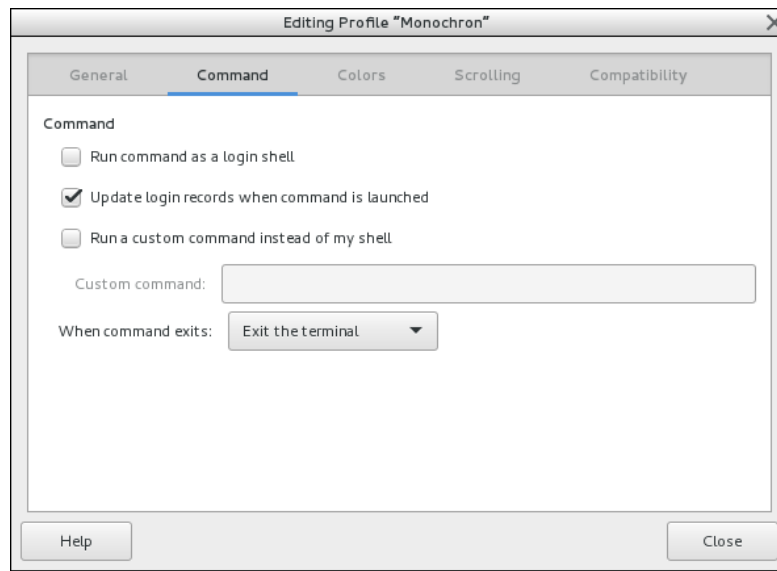 Editing Profile “Monochron”
General Command Colors Scrolling Compatibility
Command
Run command as a login shell
Update login records when command is launched
Run a custom command instead of my shell
Custom command:
When command exits: Exit the terminal
Help Close